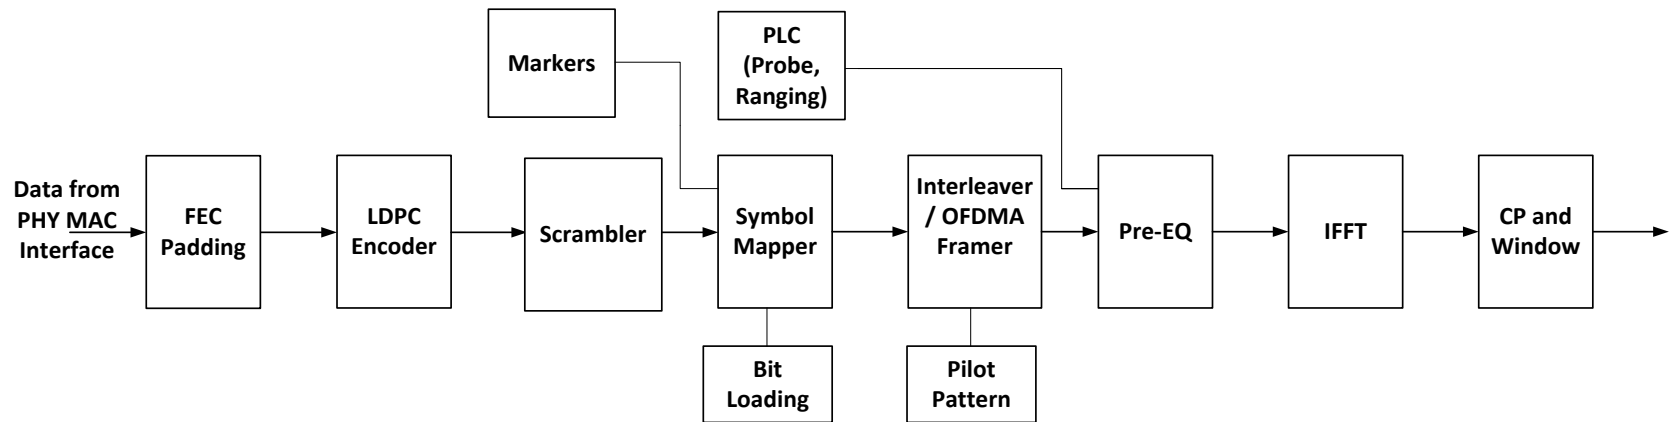 Markers
PLC
(Probe,
Ranging)
Data from
PHY MAC
Interface
FEC
Padding
LDPC
Encoder
Scrambler
Symbol
Mapper
Interleaver
/ OFDMA
Framer
Pre-EQ
IFFT
CP and
Window
Bit
Loading
Pilot
Pattern